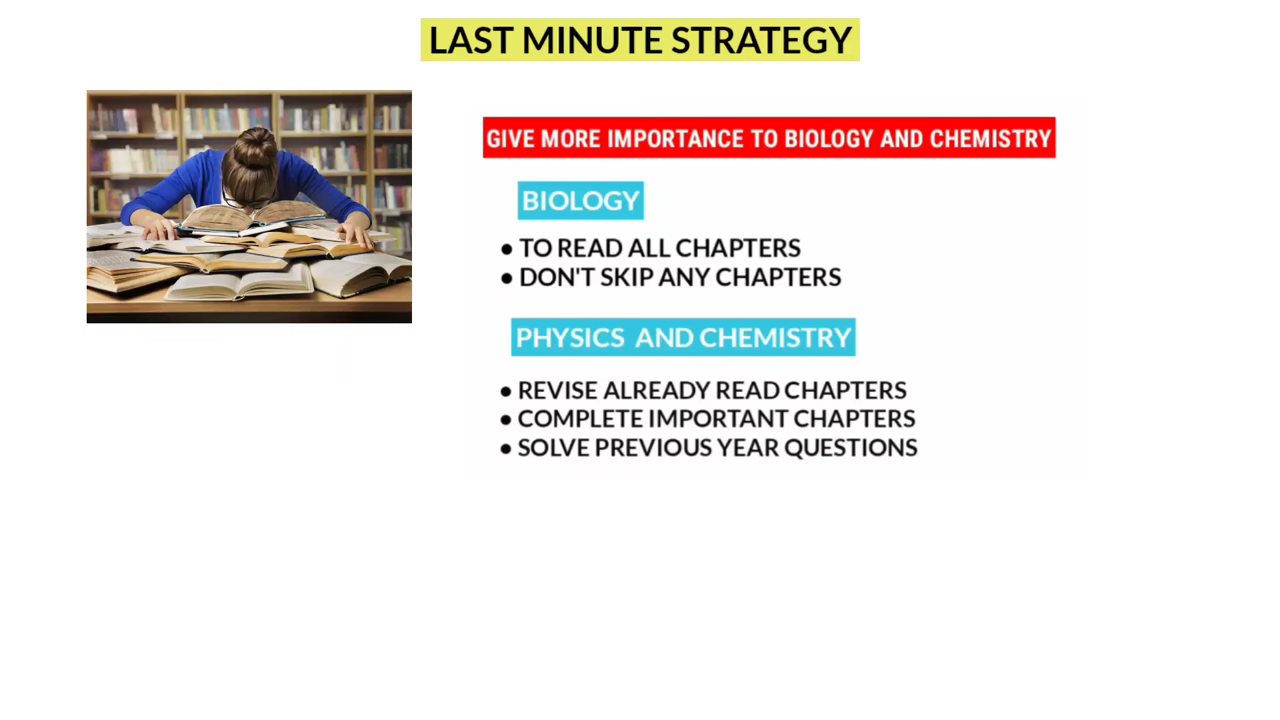 LAST MINUTE STRATEGY
GIVE MORE IMPORTANCE TO BIOLOGY AND CHEMISTRY
BIOLOGY
● TO READ ALL CHAPTERS
● DON'T SKIP ANY CHAPTERS
PHYSICS AND CHEMISTRY
● REVISE ALREADY READ CHAPTERS
● COMPLETE IMPORTANT CHAPTERS
● SOLVE PREVIOUS YEAR QUESTIONS